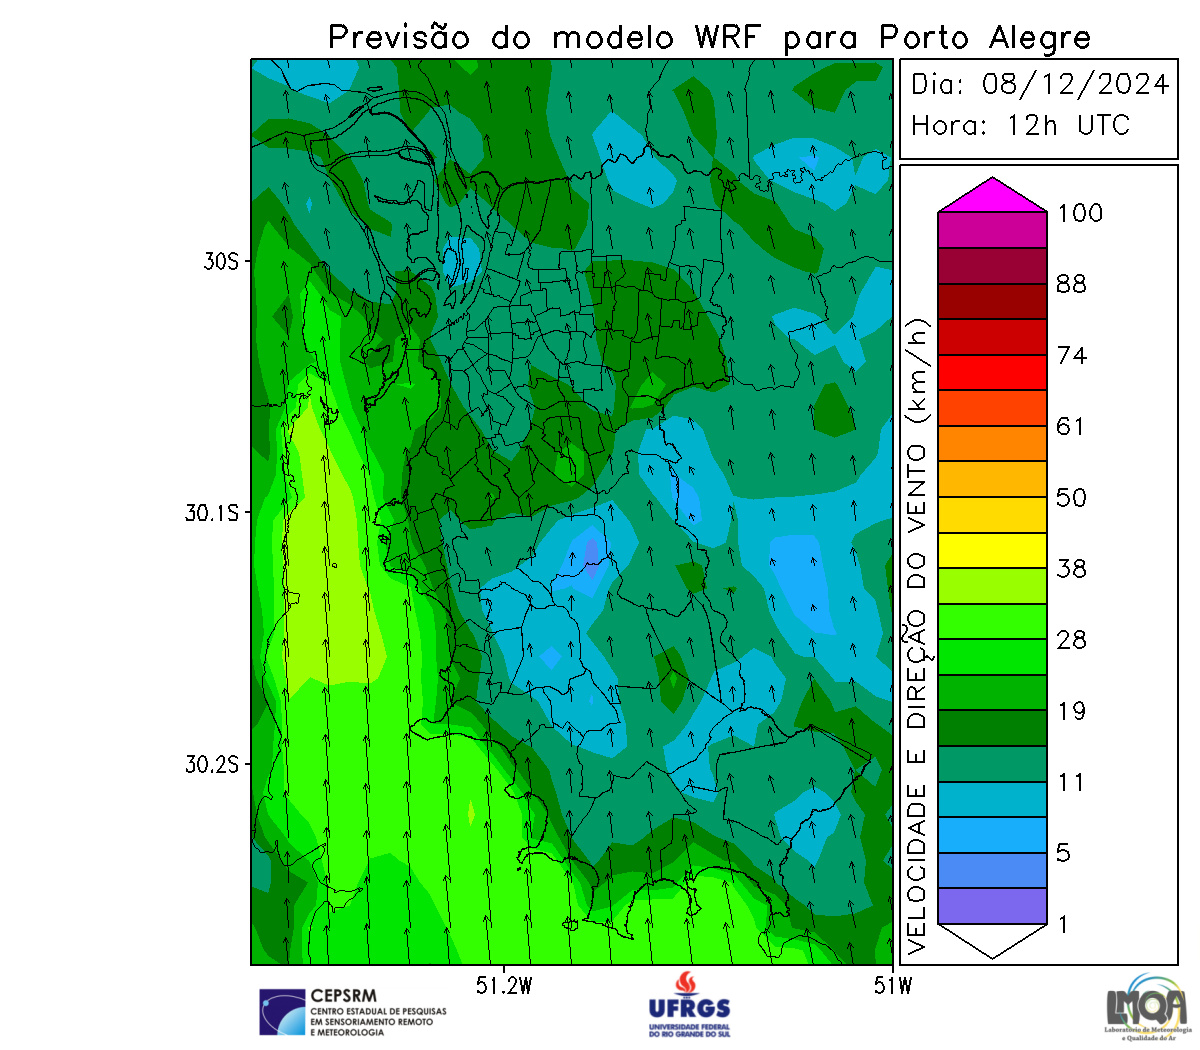 Previsão do modelo WRF para Porto Alegre
Dia: 08/12/2024
Hora: 12h UTC
100
88
74
61
50
38
28
19
11
5
1
VELOCIDADE E DIREÇÃO DO VENTO (km/h)
30S
30.1S
30.2S
51.2W
51W
CEPSRM
CENTRO ESTADUAL DE PESQUISAS
EM SENSORIAMENTO REMOTO
E METEOROLOGIA
UFRGS
UNIVERSIDADE FEDERAL
DO RIO GRANDE DO SUL
LMQA
Laboratório de Meteorologia
e Qualidade do Ar